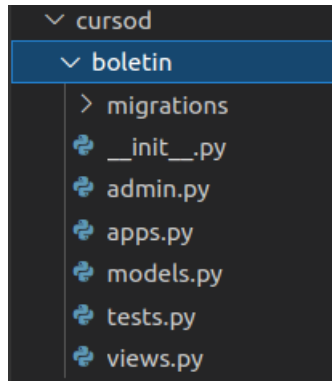 cursod
boletin
migrations
__init__.py
admin.py
apps.py
models.py
tests.py
views.py